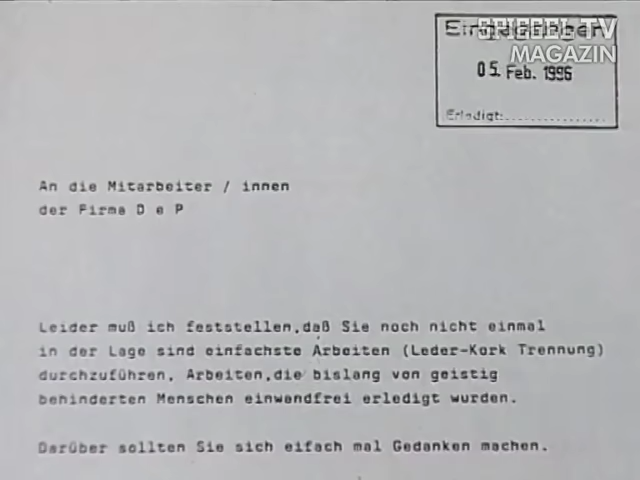 Eingegangen
SPIEGEL TV
MAGAZIN
05. Feb. 1996
Erledigt:
An die Mitarbeiter / innen
der Firma D e P
Leider muß ich feststellen,daß Sie noch nicht einmal
in der Lage sind einfachste Arbeiten (Leder-Kork Trennung)
durchzuführen, Arbeiten,die bislang von geistig
behinderten Menschen einwandfrei erledigt wurden.
Darüber sollten Sie sich eifach mal Gedanken machen.